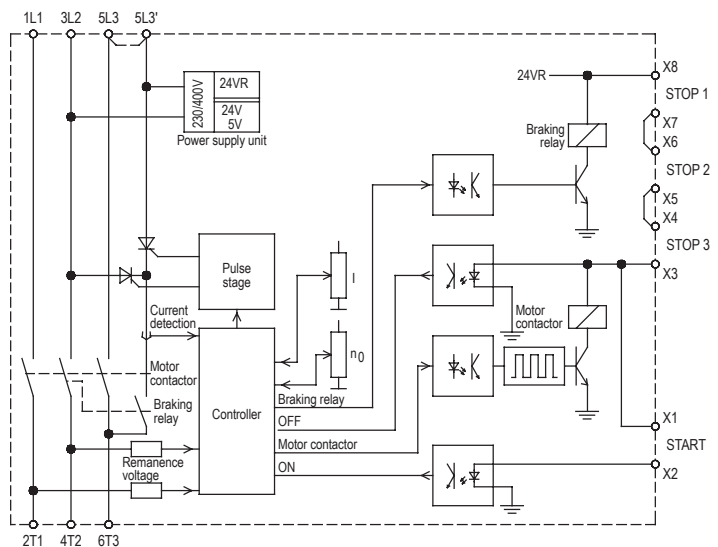 1L1 3L2 5L3 5L3'
230/400V
24VR
24V
5V
Power supply unit
24VR
Braking
relay
X8
STOP 1
X7
X6
STOP 2
X5
X4
STOP 3
X3
Pulse
stage
I
n0
Current
detection
Motor
contactor
Motor
contactor
Braking
relay
Controller
Braking relay
OFF
Motor contactor
ON
X1
START
X2
Remanence
voltage
2T1 4T2 6T3